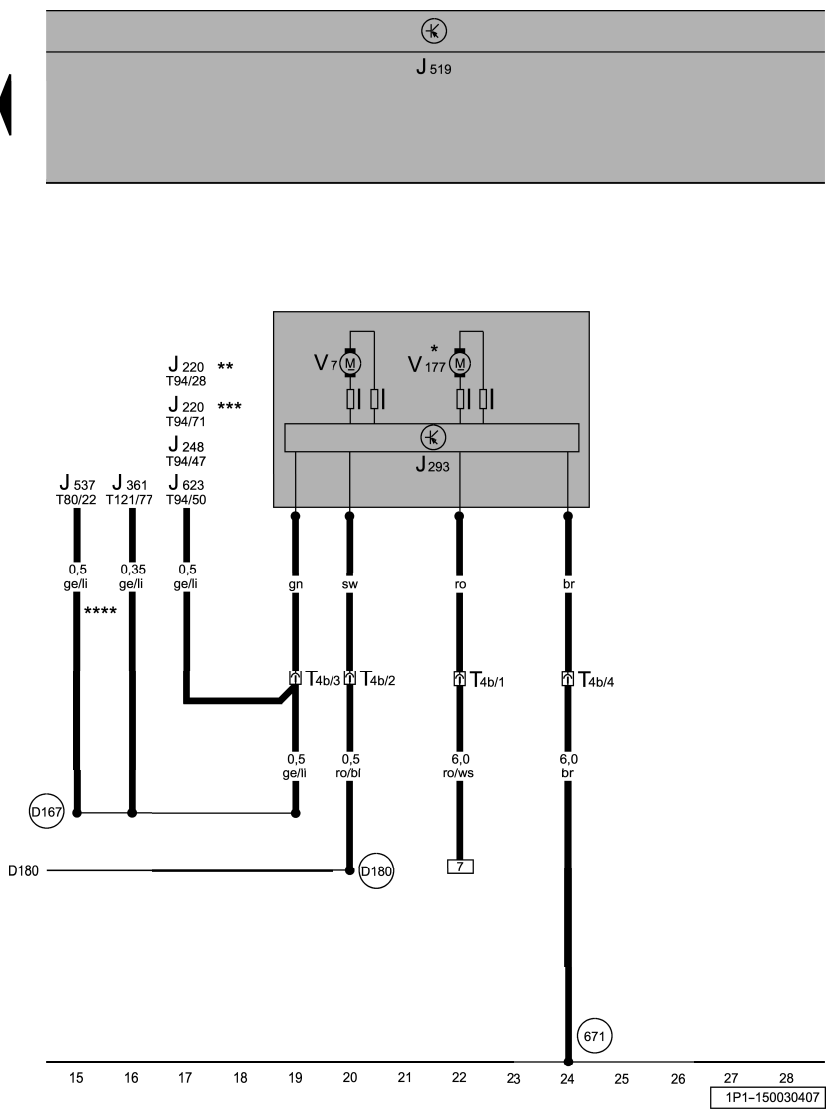 J 519
V 7 M
V 177 * M
J 220 **
T94/28
J 220 ***
T94/71
J 248
T94/47
J 293
J 537 J 361 J 623
T80/22 T121/77 T94/50
0,5 0,35 0,5
ge/li ge/li ge/li gn sw ro br
****
T4b/3 T4b/2 T4b/1 T4b/4
0,5 0,5 6,0 6,0
ge/li ro/bl ro/ws br
D167
D180 D180 7
671
15 16 17 18 19 20 21 22 23 24 25 26 27 28
1P1-150030407